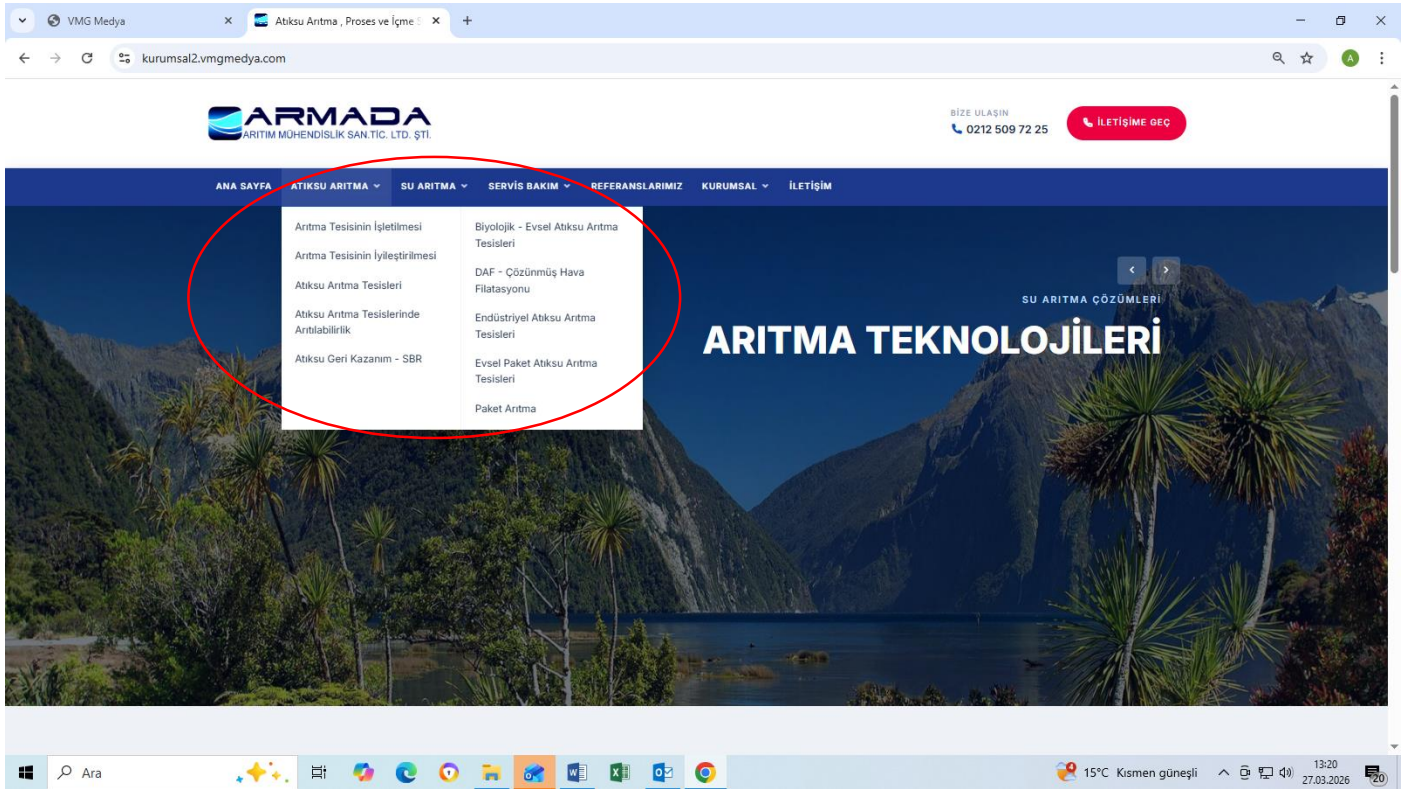 VMG Medya
Atıksu Arıtma , Proses ve İçme S
kurumsal2.vmgmedya.com
A
ARMADA
ARITIM MÜHENDİSLİK SAN.TİC. LTD. ŞTİ.
BİZE ULAŞIN
0212 509 72 25
İLETİŞİME GEÇ
ANA SAYFA ATIKSU ARITMA SU ARITMA SERVİS BAKIM REFERANSLARIMIZ KURUMSAL İLETİŞİM
Arıtma Tesisinin İşletilmesi
Arıtma Tesisinin İyileştirilmesi
Atıksu Arıtma Tesisleri
Atıksu Arıtma Tesislerinde
Arıtılabilirlik
Atıksu Geri Kazanım - SBR
Biyolojik - Evsel Atıksu Arıtma
Tesisleri
DAF - Çözünmüş Hava
Filatasyonu
Endüstriyel Atıksu Arıtma
Tesisleri
Evsel Paket Atıksu Arıtma
Tesisleri
Paket Arıtma
SU ARITMA ÇÖZÜMLERİ
ARITMA TEKNOLOJİLERİ
Ara
4
15°C Kısmen güneşli
13:20
27.03.2026
20